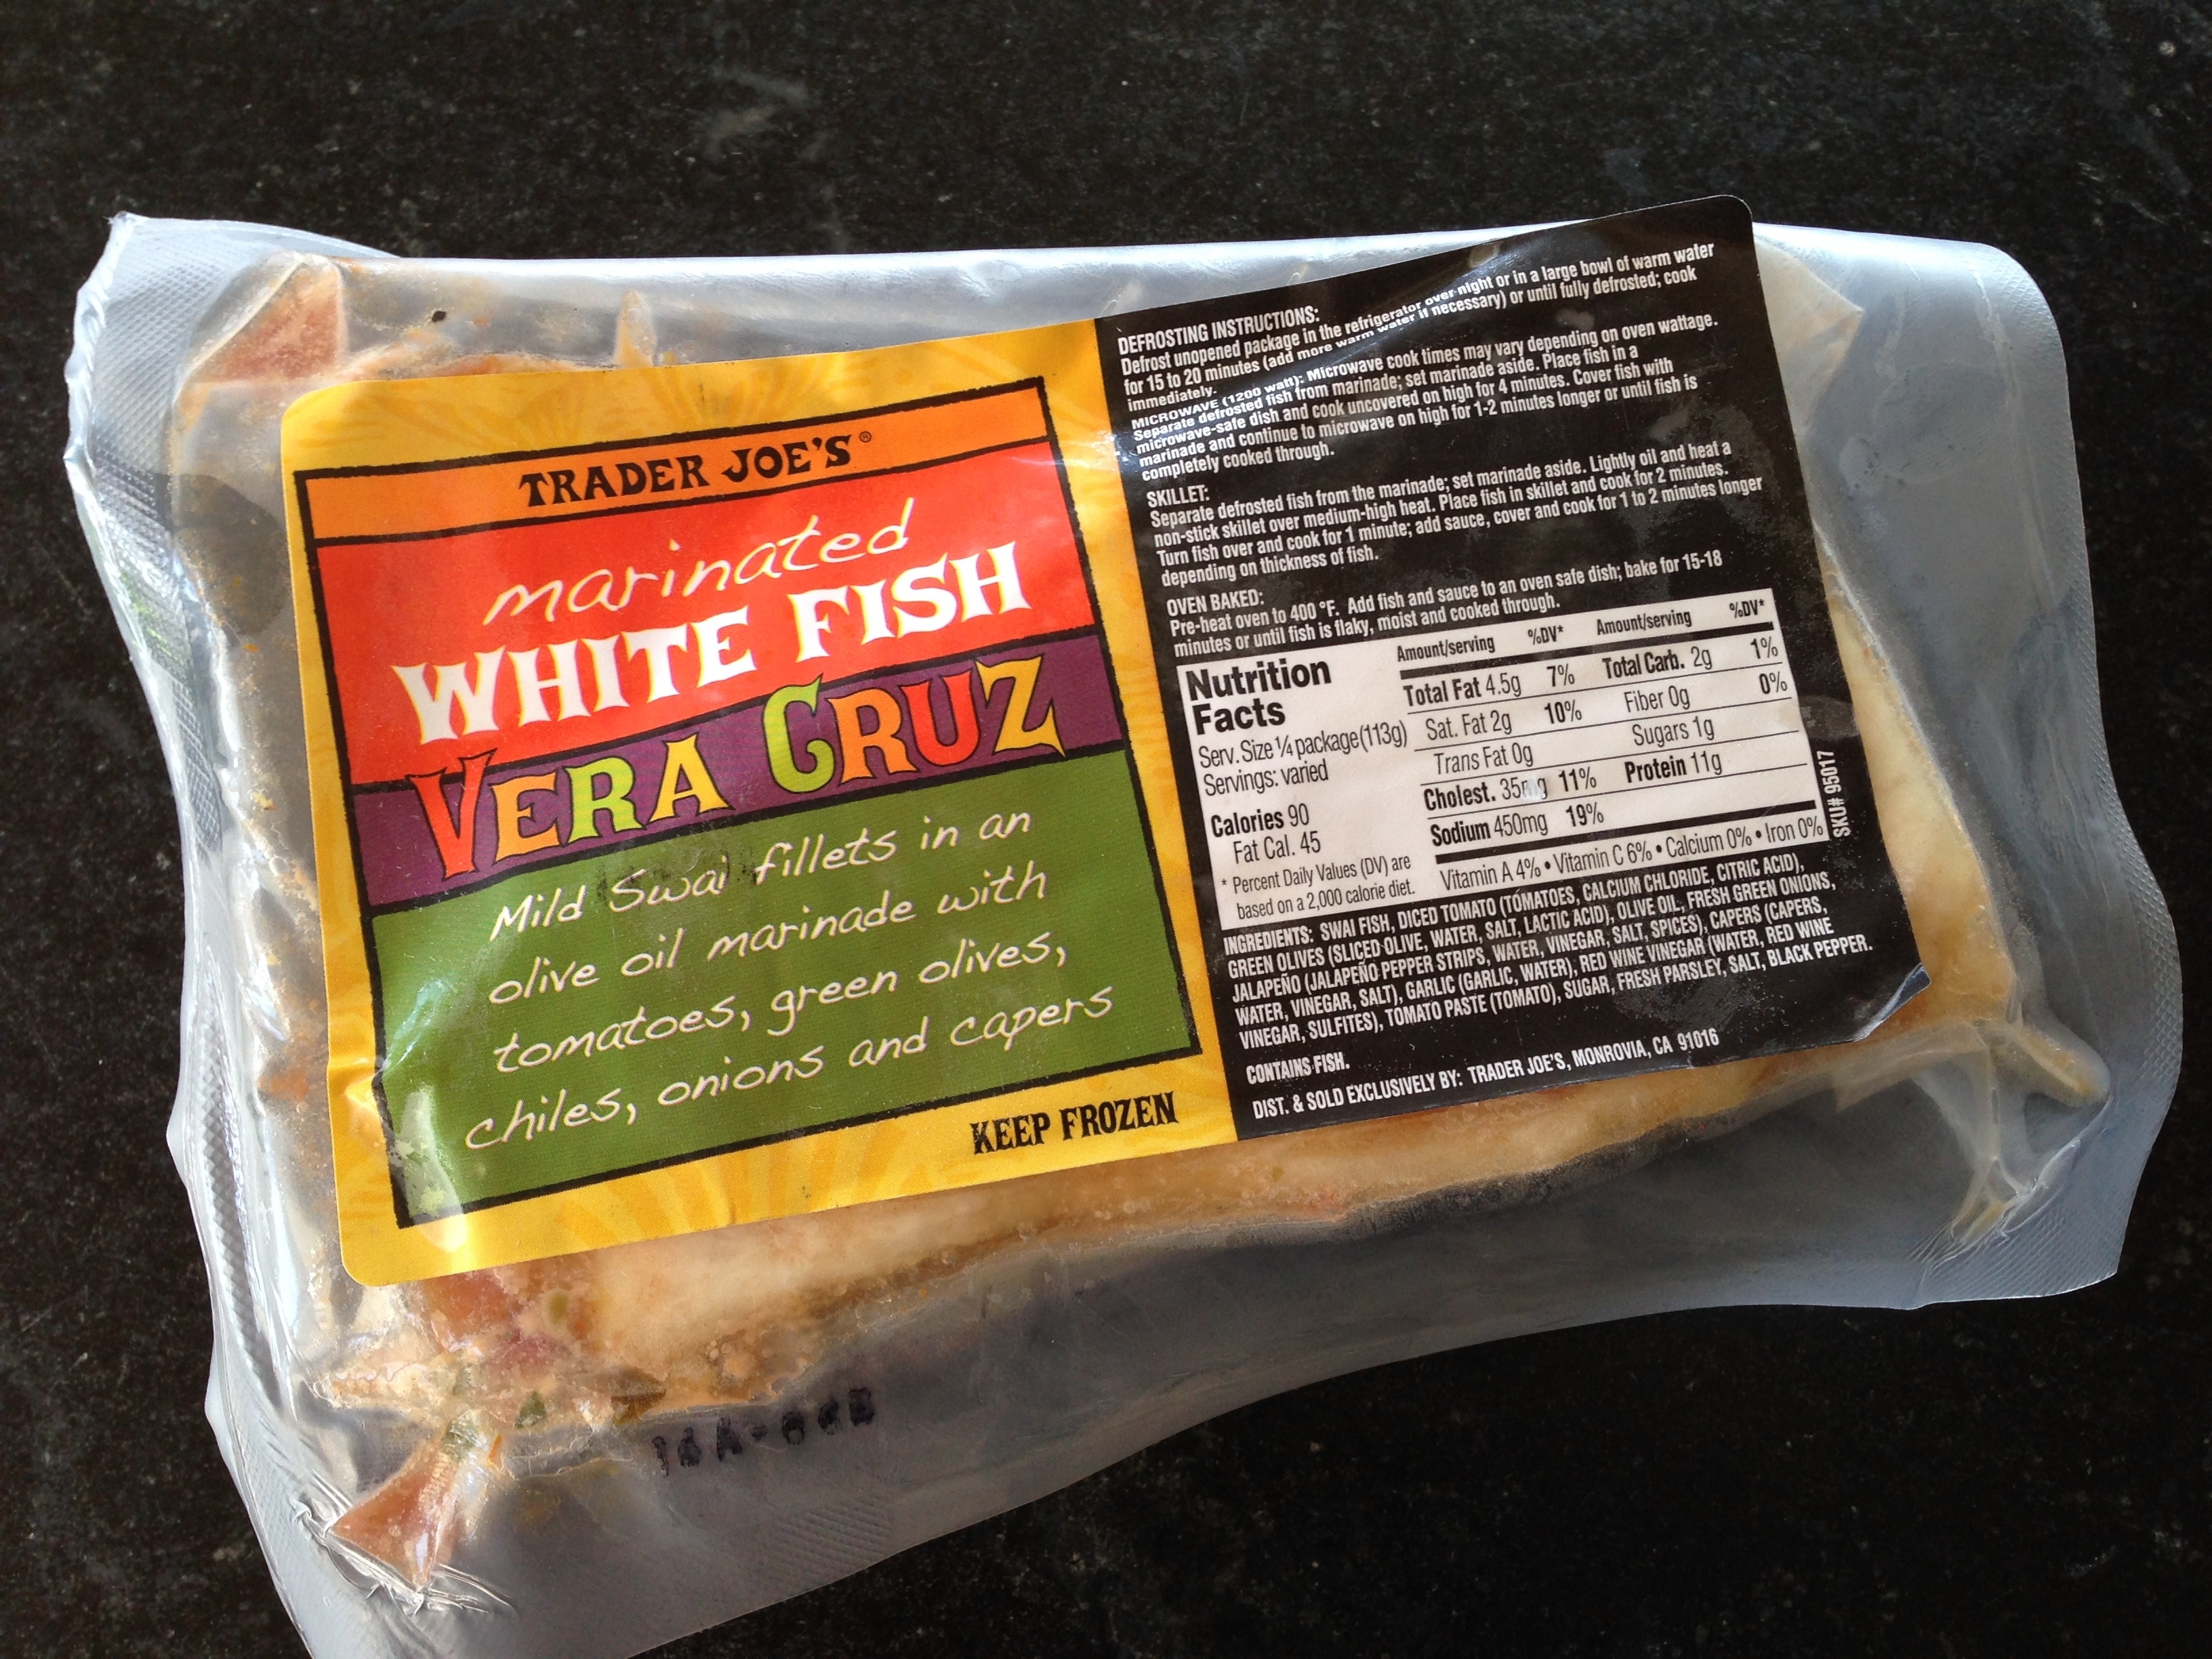 TRADER JOE'S®
marinated
WHITE FISH
VERA CRUZ
Mild Swai fillets in an
olive oil marinade with
tomatoes, green olives,
chiles, onions and capers
KEEP FROZEN
DEFROSTING INSTRUCTIONS:
Defrost unopened package in the refrigerator over night or in a large bowl of warm water
for 15 to 20 minutes (add more warm water if necessary) or until fully defrosted; cook
immediately.
MICROWAVE (1200 watt): Microwave cook times may vary depending on oven wattage.
Separate defrosted fish from marinade; set marinade aside. Place fish in a
microwave-safe dish and cook uncovered on high for 4 minutes. Cover fish with
marinade and continue to microwave on high for 1-2 minutes longer or until fish is
completely cooked through.
SKILLET:
Separate defrosted fish from the marinade; set marinade aside. Lightly oil and heat a
non-stick skillet over medium-high heat. Place fish in skillet and cook for 2 minutes.
Turn fish over and cook for 1 minute; add sauce, cover and cook for 1 to 2 minutes longer
depending on thickness of fish.
OVEN BAKED:
Pre-heat oven to 400 °F. Add fish and sauce to an oven safe dish; bake for 15-18
minutes or until fish is flaky, moist and cooked through.
Nutrition
Facts
Serv. Size ¼ package (113g)
Servings: varied
Calories 90
Fat Cal. 45
* Percent Daily Values (DV) are
based on a 2,000 calorie diet.
Amount/serving %DV* Amount/serving %DV*
Total Fat 4.5g 7% Total Carb. 2g 1%
Sat. Fat 2g 10% Fiber 0g 0%
Trans Fat 0g Sugars 1g
Cholest. 35mg 11% Protein 11g
Sodium 450mg 19%
Vitamin A 4% • Vitamin C 6% • Calcium 0% • Iron 0%
SKU# 95017
INGREDIENTS: SWAI FISH, DICED TOMATO (TOMATOES, CALCIUM CHLORIDE, CITRIC ACID),
GREEN OLIVES (SLICED OLIVE, WATER, SALT, LACTIC ACID), OLIVE OIL, FRESH GREEN ONIONS,
JALAPEÑO (JALAPEÑO PEPPER STRIPS, WATER, VINEGAR, SALT, SPICES), CAPERS (CAPERS,
WATER, VINEGAR, SALT), GARLIC (GARLIC, WATER), RED WINE VINEGAR (WATER, RED WINE
VINEGAR, SULFITES), TOMATO PASTE (TOMATO), SUGAR, FRESH PARSLEY, SALT, BLACK PEPPER.
CONTAINS FISH.
DIST. & SOLD EXCLUSIVELY BY: TRADER JOE'S, MONROVIA, CA 91016